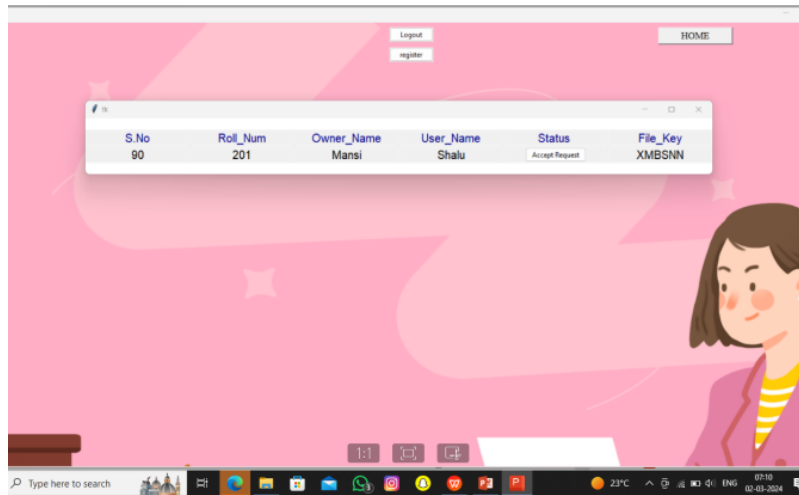 Logout
HOME
register
tk
S.No Roll_Num Owner_Name User_Name Status File_Key
90 201 Mansi Shalu Accept Request XMBSNN
1:1
Type here to search 23°C ENG 07:10
02-03-2024